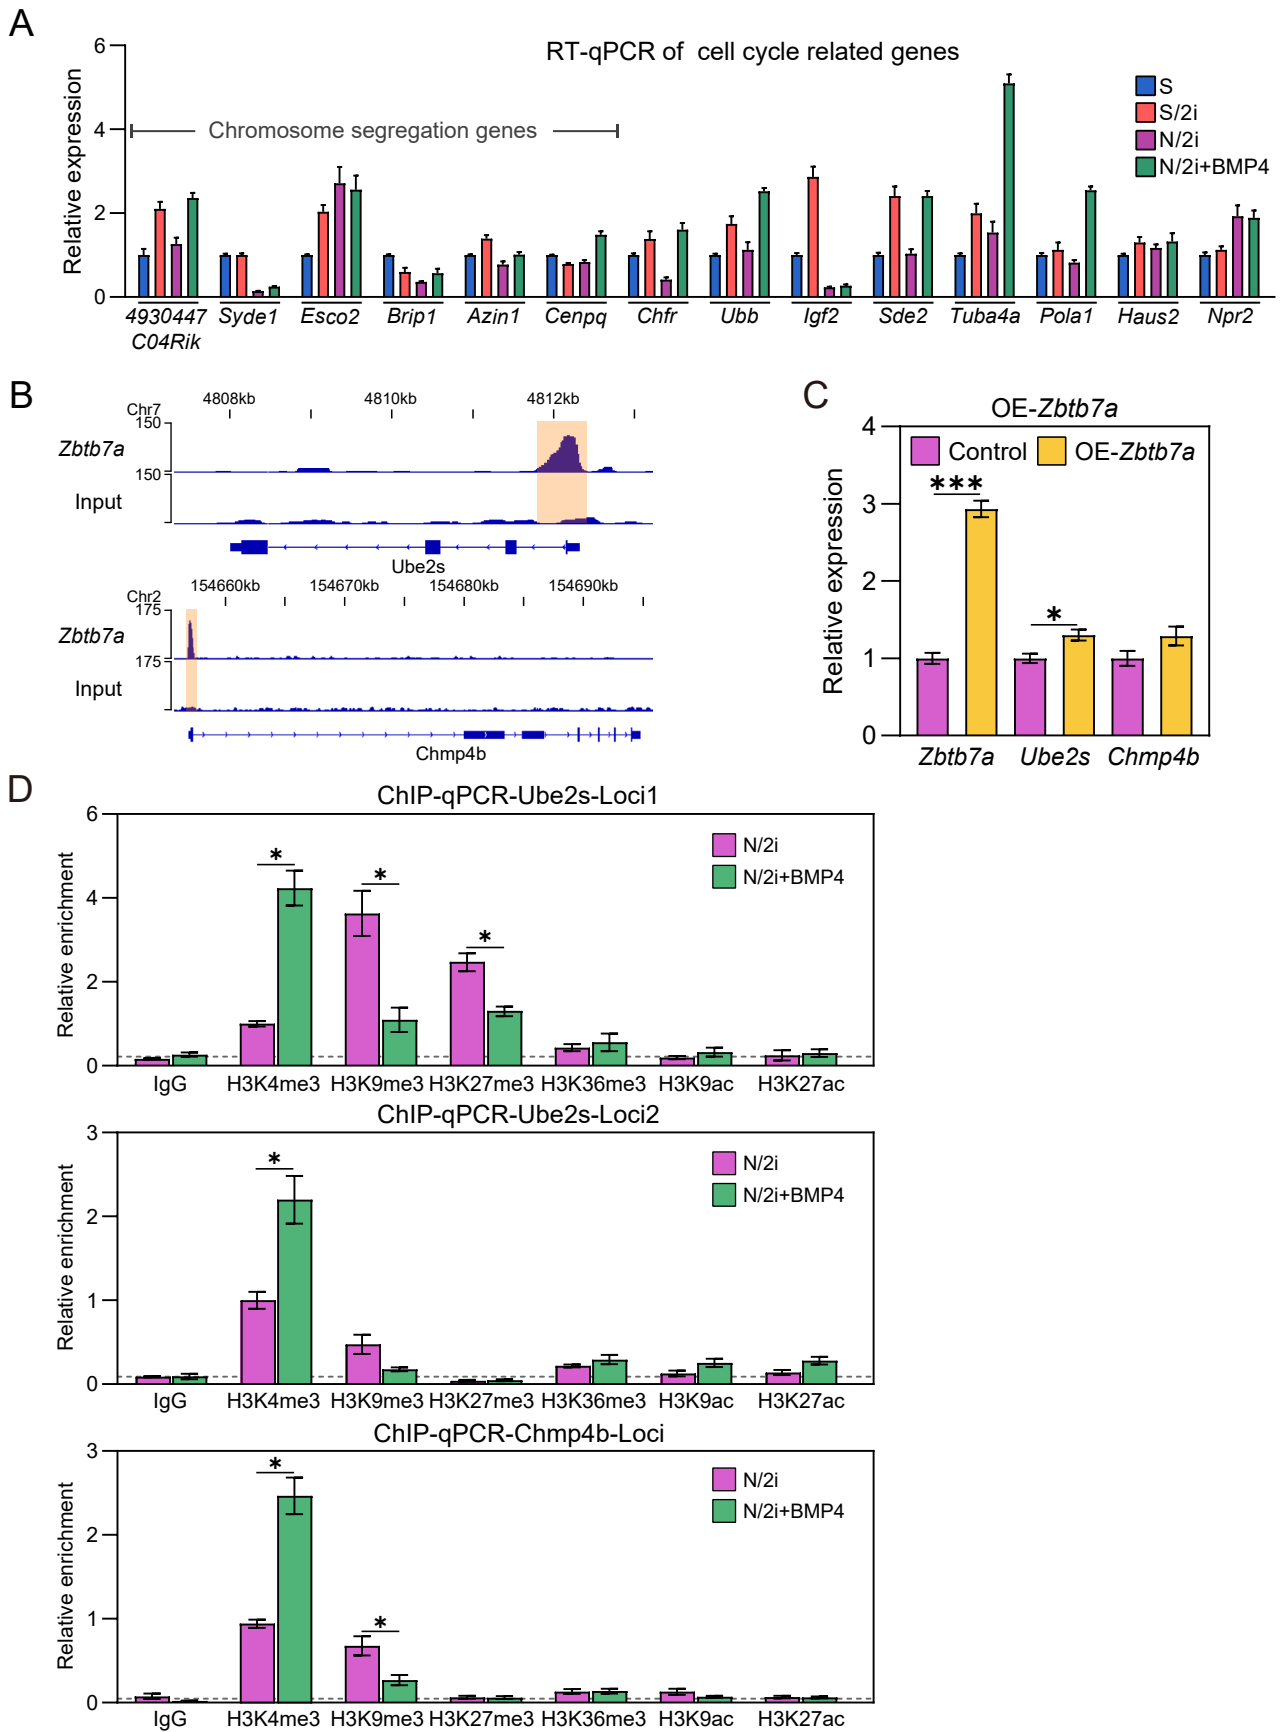 A
RT-qPCR of  cell cycle related genes
Relative expression
6
4
2
0
Chromosome segregation genes
S
S/2i
N/2i
N/2i+BMP4
4930447 C04Rik
Syde1
Esco2
Brip1
Azin1
Cenpq
Chfr
Ubb
Igf2
Sde2
Tuba4a
Pola1
Haus2
Npr2
B
Chr7
4808kb
4810kb
4812kb
150
Zbtb7a
150
Input
Ube2s
Chr2
154660kb
154670kb
154680kb
154690kb
175
Zbtb7a
175
Input
Chmp4b
C
OE-Zbtb7a
Relative expression
4
3
2
1
0
Control
OE-Zbtb7a
***
*
Zbtb7a
Ube2s
Chmp4b
D
ChIP-qPCR-Ube2s-Loci1
Relative enrichment
6
4
2
0
N/2i
N/2i+BMP4
*
*
*
IgG
H3K4me3
H3K9me3
H3K27me3
H3K36me3
H3K9ac
H3K27ac
ChIP-qPCR-Ube2s-Loci2
Relative enrichment
3
2
1
0
N/2i
N/2i+BMP4
*
IgG
H3K4me3
H3K9me3
H3K27me3
H3K36me3
H3K9ac
H3K27ac
ChIP-qPCR-Chmp4b-Loci
Relative enrichment
3
2
1
0
N/2i
N/2i+BMP4
*
*
IgG
H3K4me3
H3K9me3
H3K27me3
H3K36me3
H3K9ac
H3K27ac